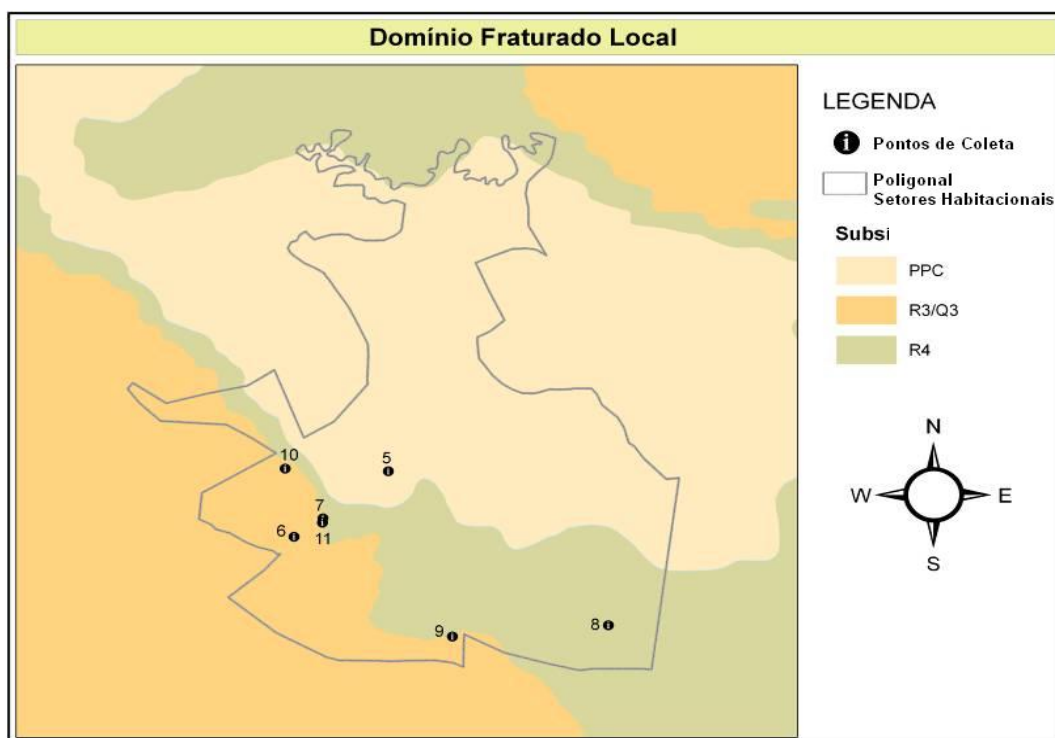 Domínio Fraturado Local
LEGENDA
i Pontos de Coleta
Poligonal
Setores Habitacionais
Subsi
PPC
R3/Q3
R4
N
W E
S
10
5
7
6
11
9
8